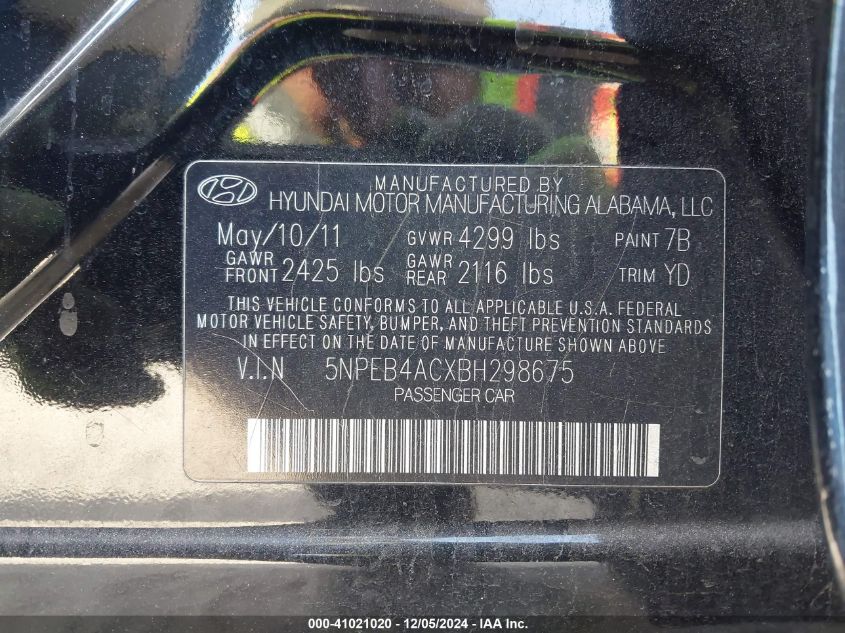 MANUFACTURED BY
HYUNDAI MOTOR MANUFACTURING ALABAMA, LLC
May/10/11 GVWR 4299 lbs PAINT 7B
GAWR FRONT 2425 lbs GAWR REAR 2116 lbs TRIM YD
THIS VEHICLE CONFORMS TO ALL APPLICABLE U.S.A. FEDERAL
MOTOR VEHICLE SAFETY, BUMPER, AND THEFT PREVENTION STANDARDS
IN EFFECT ON THE DATE OF MANUFACTURE SHOWN ABOVE
V.I.N 5NPEB4ACXBH298675
PASSENGER CAR
000-41021020 - 12/05/2024 - IAA Inc.